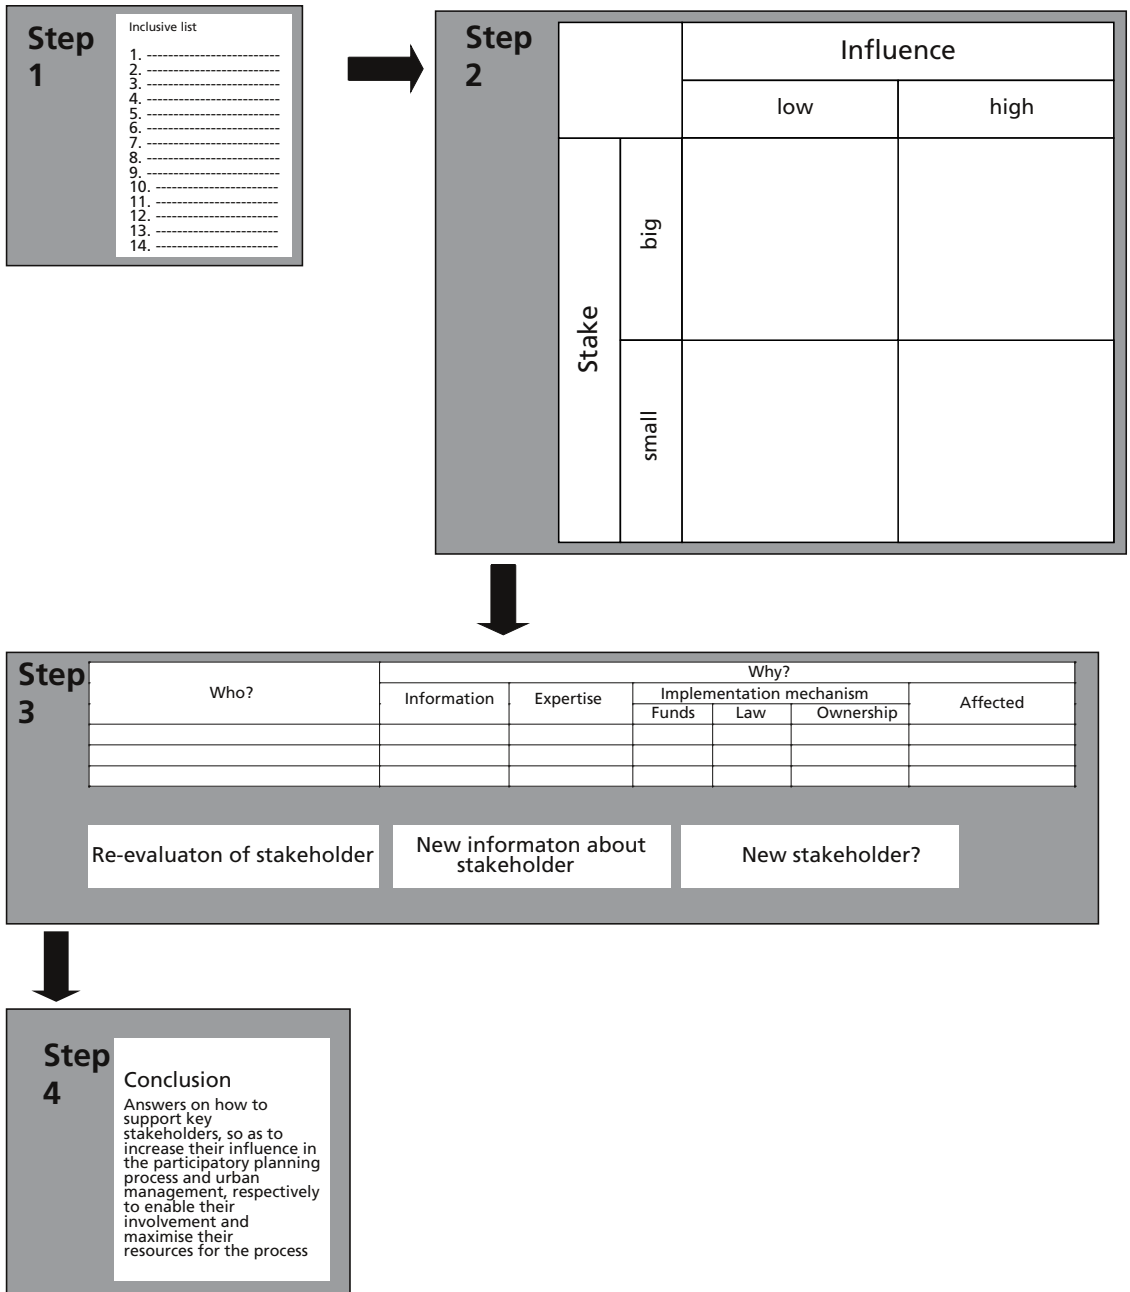 Step
1
Inclusive list
1. -------------------------
2. -------------------------
3. -------------------------
4. -------------------------
5. -------------------------
6. -------------------------
7. -------------------------
8. -------------------------
9. -------------------------
10. -----------------------
11. -----------------------
12. -----------------------
13. -----------------------
14. -----------------------
Step
2
Influence
low
high
Stake
big
small
Step
3
Who?
Why?
Information
Expertise
Implementation mechanism
Funds
Law
Ownership
Affected
Re-evaluaton of stakeholder
New informaton about
stakeholder
New stakeholder?
Step
4
Conclusion
Answers on how to
support key
stakeholders, so as to
increase their influence in
the participatory planning
process and urban
management, respectively
to enable their
involvement and
maximise their
resources for the process